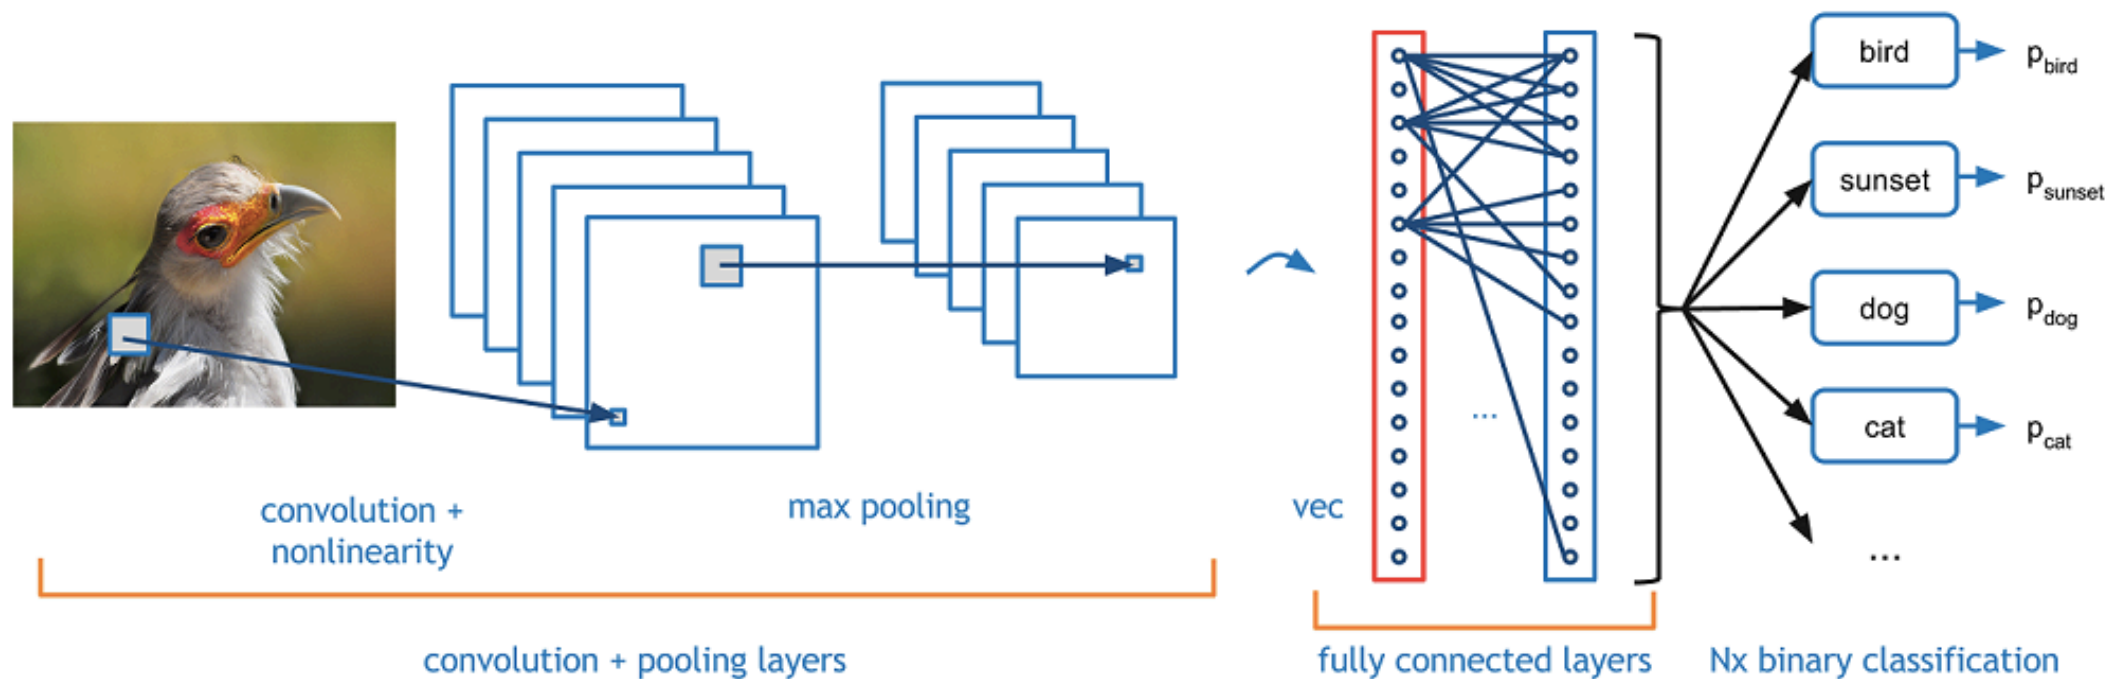 convolution +
nonlinearity
max pooling
vec
convolution + pooling layers
fully connected layers
Nx binary classification
...
bird
p_bird
sunset
p_sunset
dog
p_dog
cat
p_cat
...